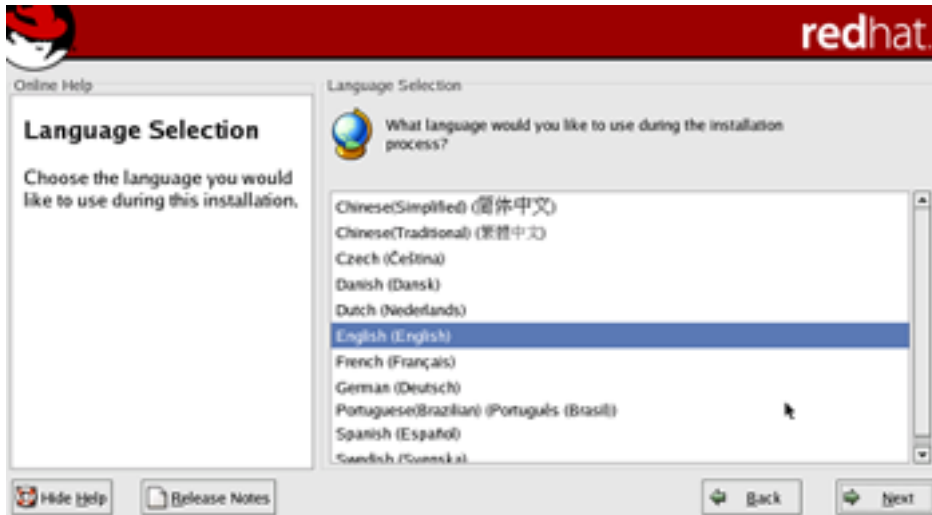 redhat.
Online Help
Language Selection
Choose the language you would
like to use during this installation.
Language Selection
What language would you like to use during the installation
process?
Chinese(Simplified) (简体中文)
Chinese(Traditional) (繁體中文)
Czech (Čeština)
Danish (Dansk)
Dutch (Nederlands)
English (English)
French (Français)
German (Deutsch)
Portuguese(Brazilian) (Português (Brasil))
Spanish (Español)
Swedish (Svenska)
Hide Help
Release Notes
Back
Next